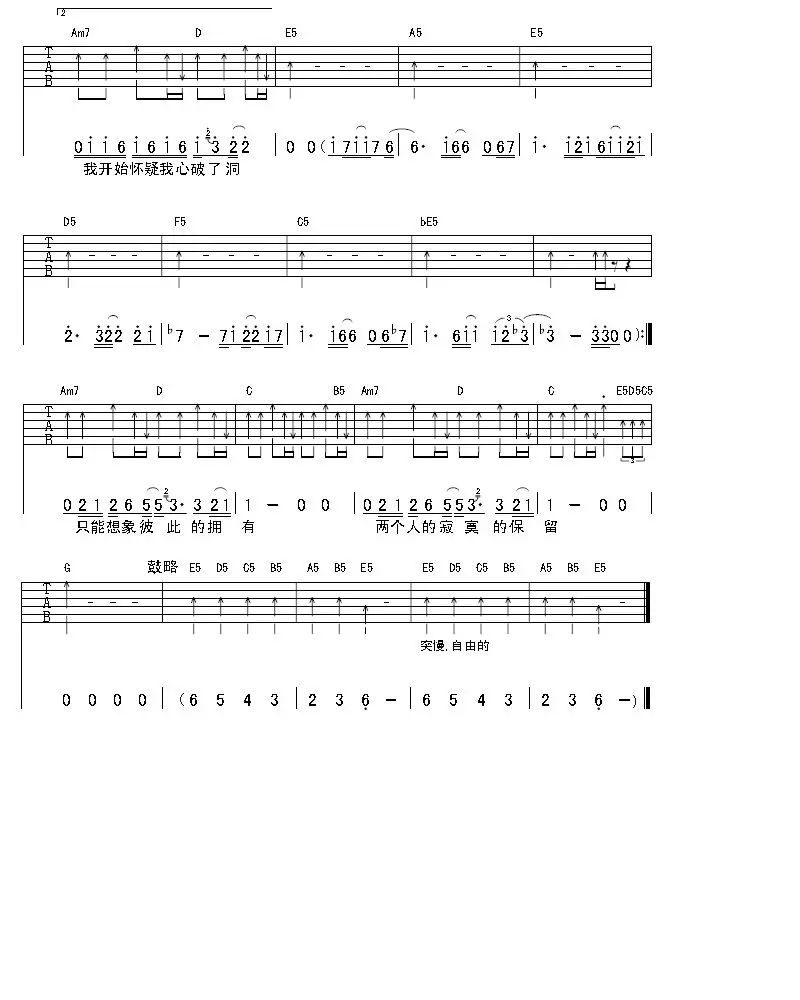 2
Am7 D E5 A5 E5
T A B
0 i i 6 i 6 i 6 i 3 2 2 0 0 ( i 7 i i 7 6 6· i 6 6 0 6 7 i· i 2 i 6 i i 2 i
我开始怀疑我心破了洞
D5 F5 C5 bE5
T A B
2· 3 2 2 2 i b7 - 7 i 2 2 i 7 i· i 6 6 0 6 b7 i· 6 i i i 2 b3 b3 - 3 3 0 0 ) :
Am7 D C B5 Am7 D C E5D5C5
T A B
3
0 2 1 2 6 5 5 3· 3 2 1 1 - 0 0 0 2 1 2 6 5 5 3· 3 2 1 1 - 0 0
只能想象彼 此 的拥 有 两个人的寂 寞 的保 留
G 鼓略 E5 D5 C5 B5 A5 B5 E5 E5 D5 C5 B5 A5 B5 E5
T A B
突慢,自由的
0 0 0 0 (6 5 4 3 2 3 6 - 6 5 4 3 2 3 6 -)